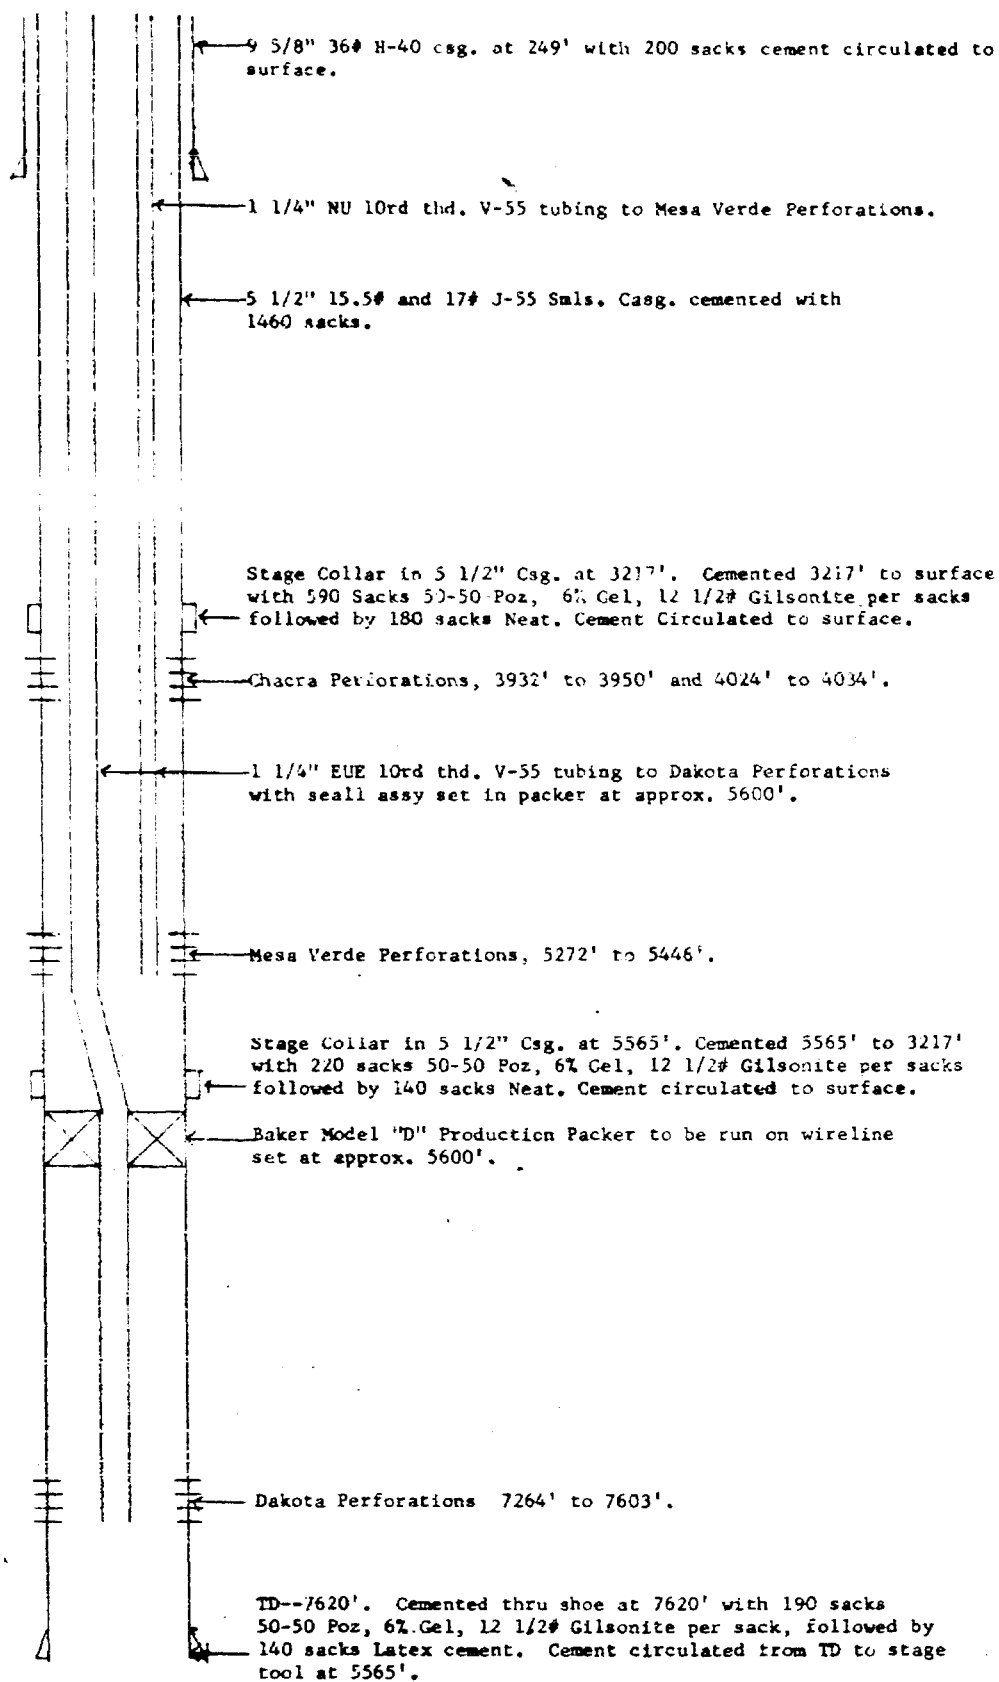 9 5/8" 36# H-40 csg. at 249' with 200 sacks cement circulated to
surface.
1 1/4" NU 10rd thd. V-55 tubing to Mesa Verde Perforations.
5 1/2" 15.5# and 17# J-55 Smls. Casg. cemented with
1460 sacks.
Stage Collar in 5 1/2" Csg. at 3217'. Cemented 3217' to surface
with 590 Sacks 50-50 Poz, 6% Gel, 12 1/2# Gilsonite per sacks
followed by 180 sacks Neat. Cement Circulated to surface.
Chacra Perforations, 3932' to 3950' and 4024' to 4034'.
1 1/4" EUE 10rd thd. V-55 tubing to Dakota Perforations
with seall assy set in packer at approx. 5600'.
Mesa Verde Perforations, 5272' to 5446'.
Stage Collar in 5 1/2" Csg. at 5565'. Cemented 5565' to 3217'
with 220 sacks 50-50 Poz, 6% Gel, 12 1/2# Gilsonite per sacks
followed by 140 sacks Neat. Cement circulated to surface.
Baker Model "D" Production Packer to be run on wireline
set at approx. 5600'.
Dakota Perforations 7264' to 7603'.
TD--7620'. Cemented thru shoe at 7620' with 190 sacks
50-50 Poz, 6% Gel, 12 1/2# Gilsonite per sack, followed by
140 sacks Latex cement. Cement circulated from TD to stage
tool at 5565'.